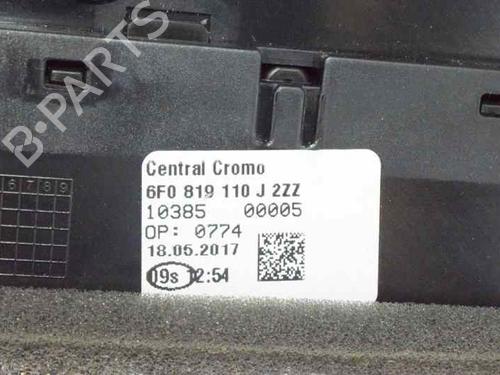 B-PARTS
Central Cromo
6F0 819 110 J 2ZZ
10385 00005
OP: 0774
18.05.2017
09s 12:54
6 7 8 9